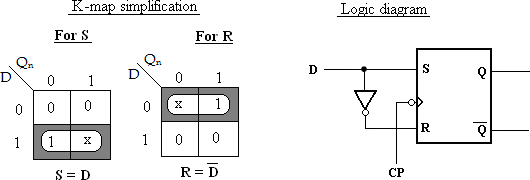 K-map simplification
For S
D Qn
0 1
0 0 0
1 1 x
S = D
For R
D Qn
0 1
0 x 1
1 0 0
R = D̅
Logic diagram
D S Q
R Q̅
CP